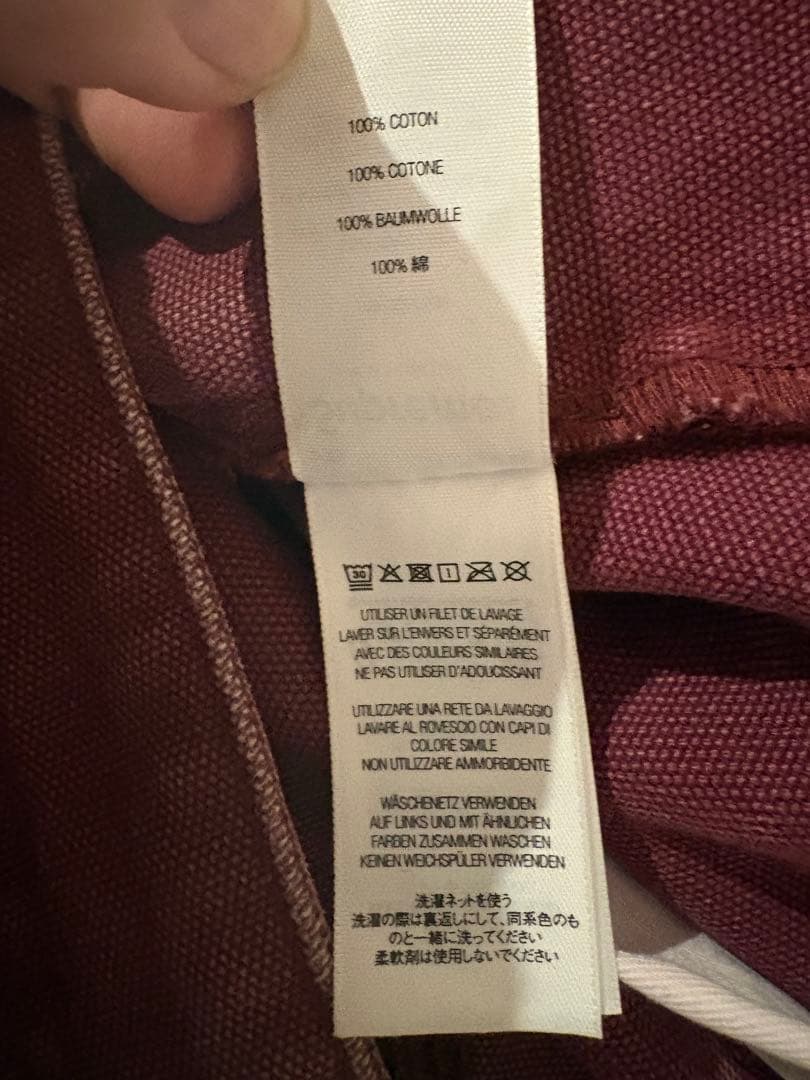 100% COTON
100% COTONE
100% BAUMWOLLE
100% 綿
30
UTILISER UN FILET DE LAVAGE
LAVER SUR L'ENVERS ET SÉPARÉMENT
AVEC DES COULEURS SIMILAIRES
NE PAS UTILISER D'ADOUCISSANT
UTILIZZARE UNA RETE DA LAVAGGIO
LAVARE AL ROVESCIO CON CAPI DI
COLORE SIMILE
NON UTILIZZARE AMMORBIDENTE
WÄSCHENETZ VERWENDEN
AUF LINKS UND MIT ÄHNLICHEN
FARBEN ZUSAMMEN WASCHEN
KEINEN WEICHSPÜLER VERWENDEN
洗濯ネットを使う
洗濯の際は裏返しにして、同系色のも
のと一緒に洗ってください
柔軟剤は使用しないでください